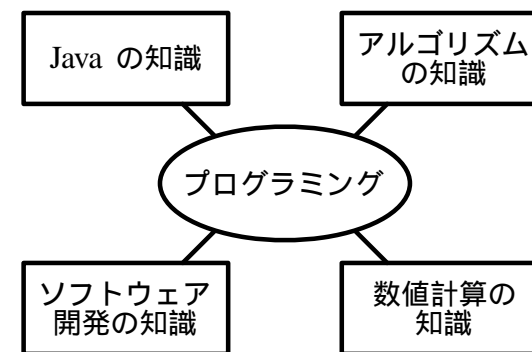 Java の知識
アルゴリズム
の知識
プログラミング
ソフトウェア
開発の知識
数値計算の
知識